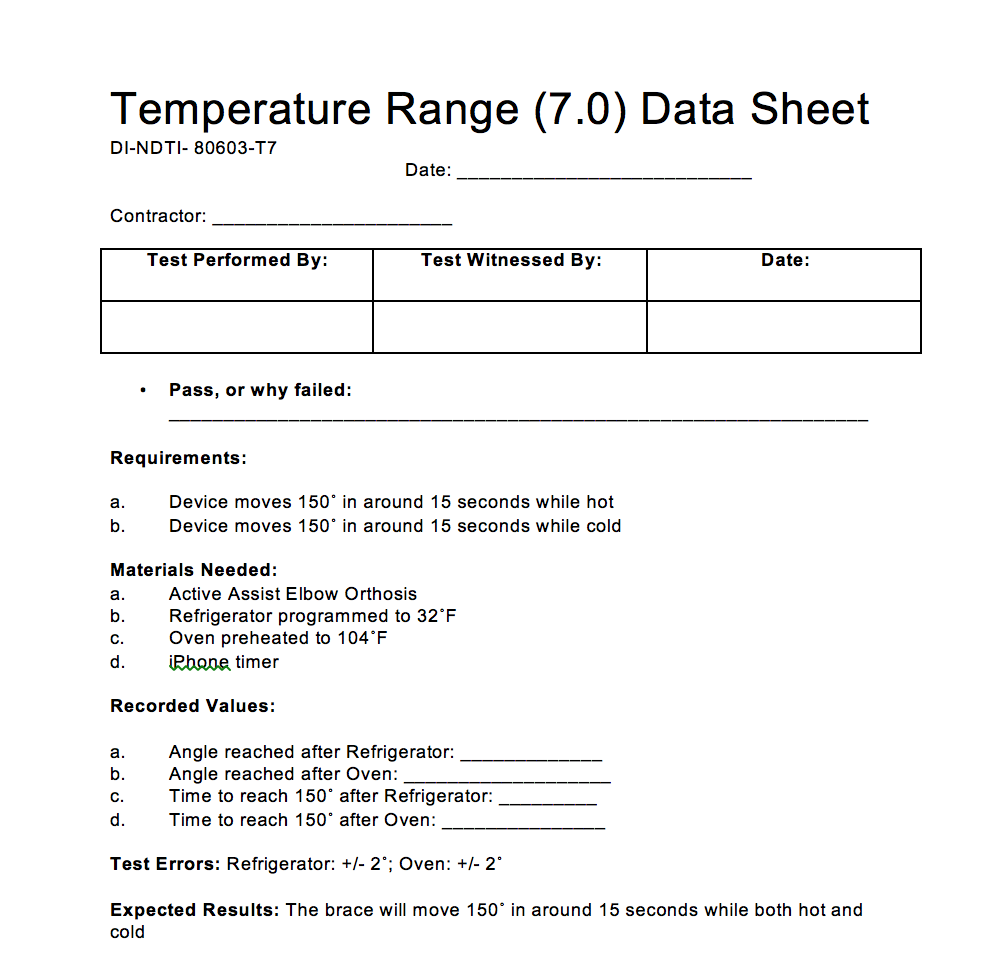 Temperature Range (7.0) Data Sheet
DI-NDTI- 80603-T7
Date: ___________________________
Contractor: ______________________
Test Performed By: Test Witnessed By: Date:
• Pass, or why failed:
________________________________________________________________
Requirements:
a. Device moves 150˚ in around 15 seconds while hot
b. Device moves 150˚ in around 15 seconds while cold
Materials Needed:
a. Active Assist Elbow Orthosis
b. Refrigerator programmed to 32˚F
c. Oven preheated to 104˚F
d. iPhone timer
Recorded Values:
a. Angle reached after Refrigerator: _____________
b. Angle reached after Oven: ___________________
c. Time to reach 150˚ after Refrigerator: _________
d. Time to reach 150˚ after Oven: _______________
Test Errors: Refrigerator: +/- 2˚; Oven: +/- 2˚
Expected Results: The brace will move 150˚ in around 15 seconds while both hot and
cold